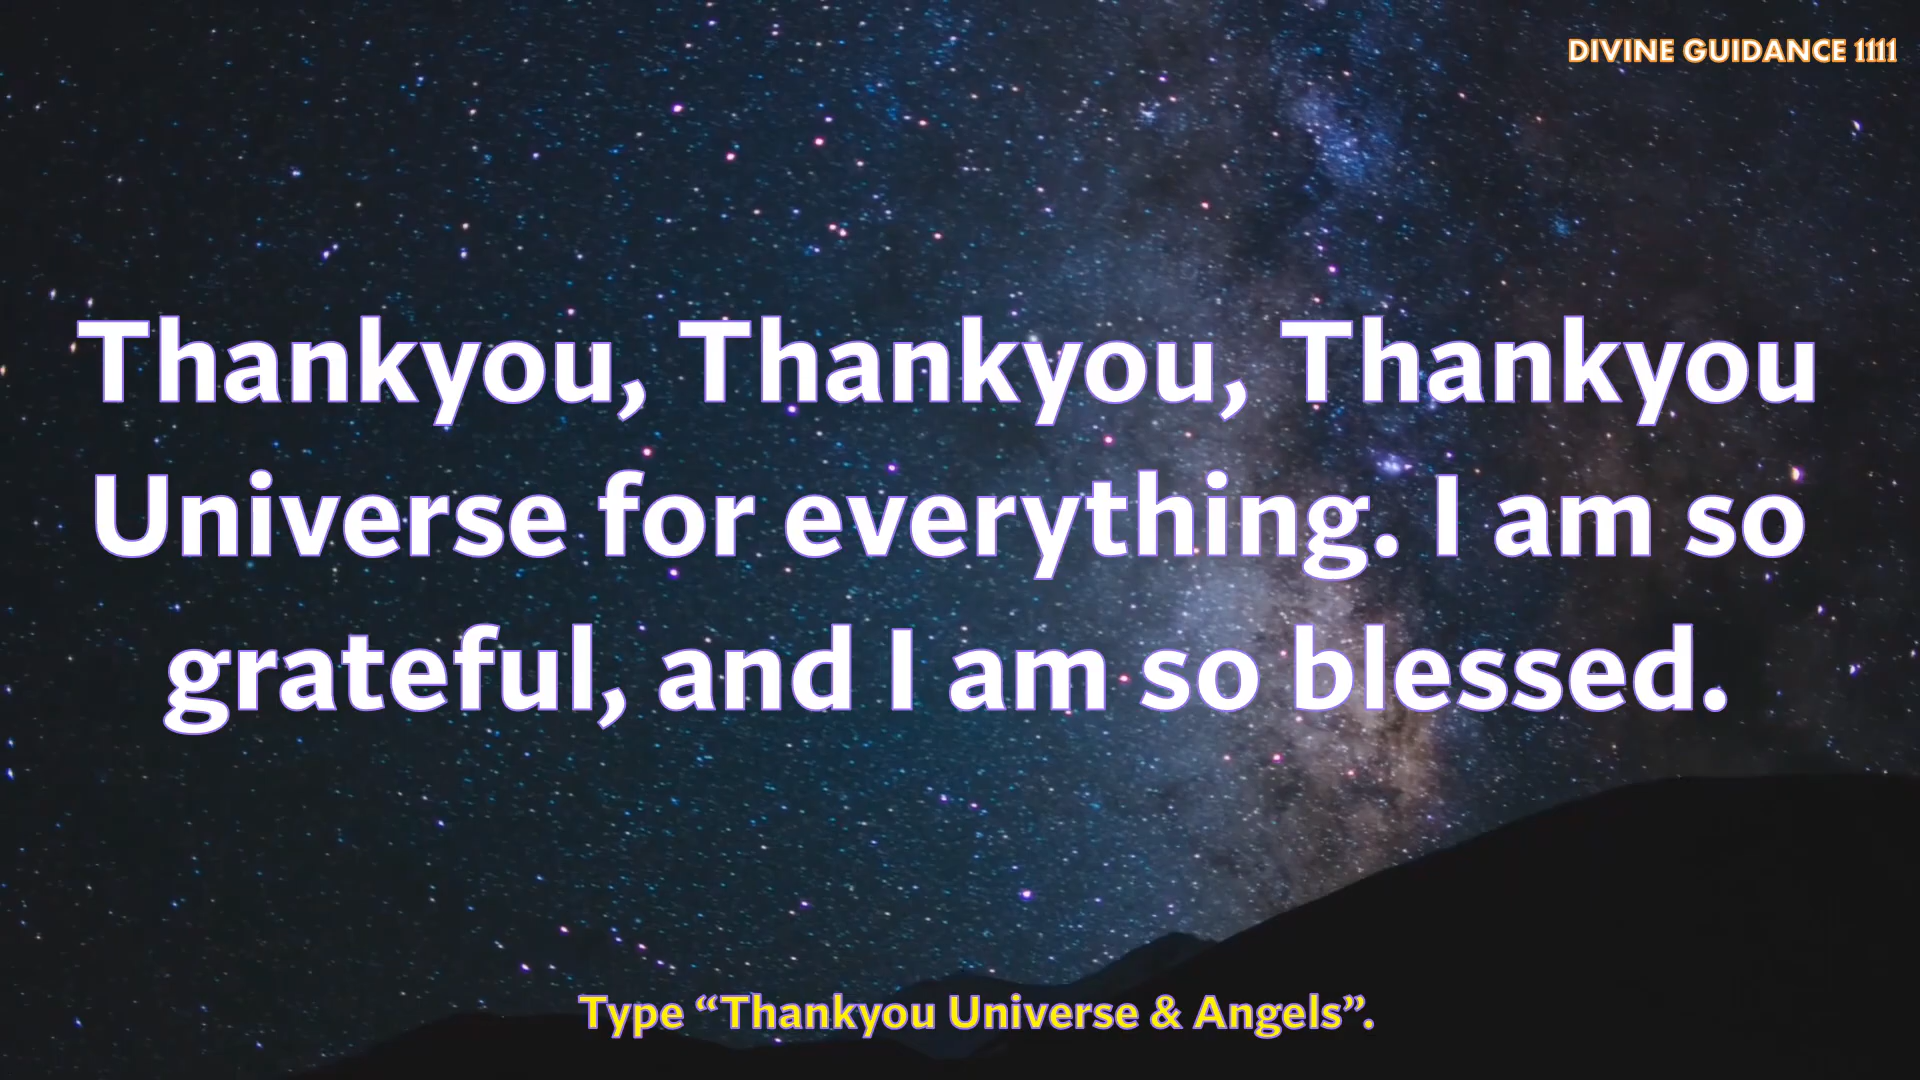 DIVINE GUIDANCE 1111
Thankyou, Thankyou, Thankyou
Universe for everything. I am so
grateful, and I am so blessed.
Type “Thankyou Universe & Angels”.